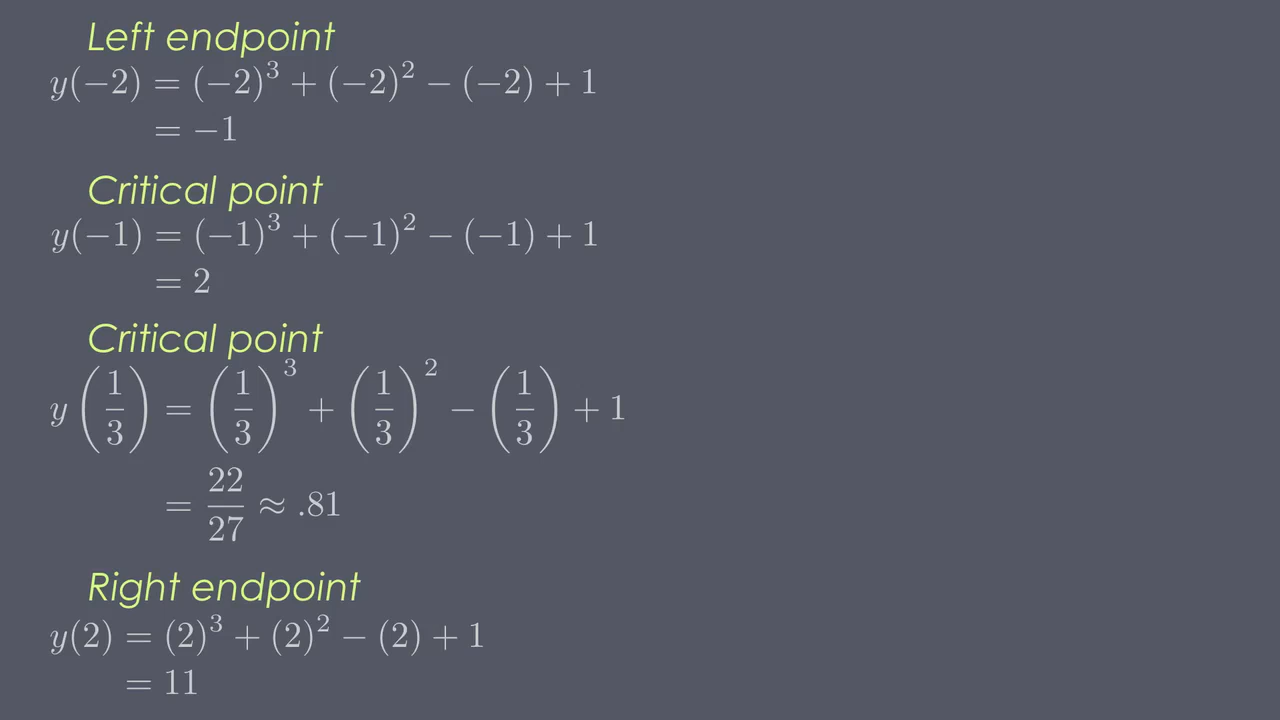 Left endpoint
y(−2) = (−2)³ + (−2)² − (−2) + 1
= −1
Critical point
y(−1) = (−1)³ + (−1)² − (−1) + 1
= 2
Critical point
y(1/3) = (1/3)³ + (1/3)² − (1/3) + 1
= 22/27 ≈ .81
Right endpoint
y(2) = (2)³ + (2)² − (2) + 1
= 11